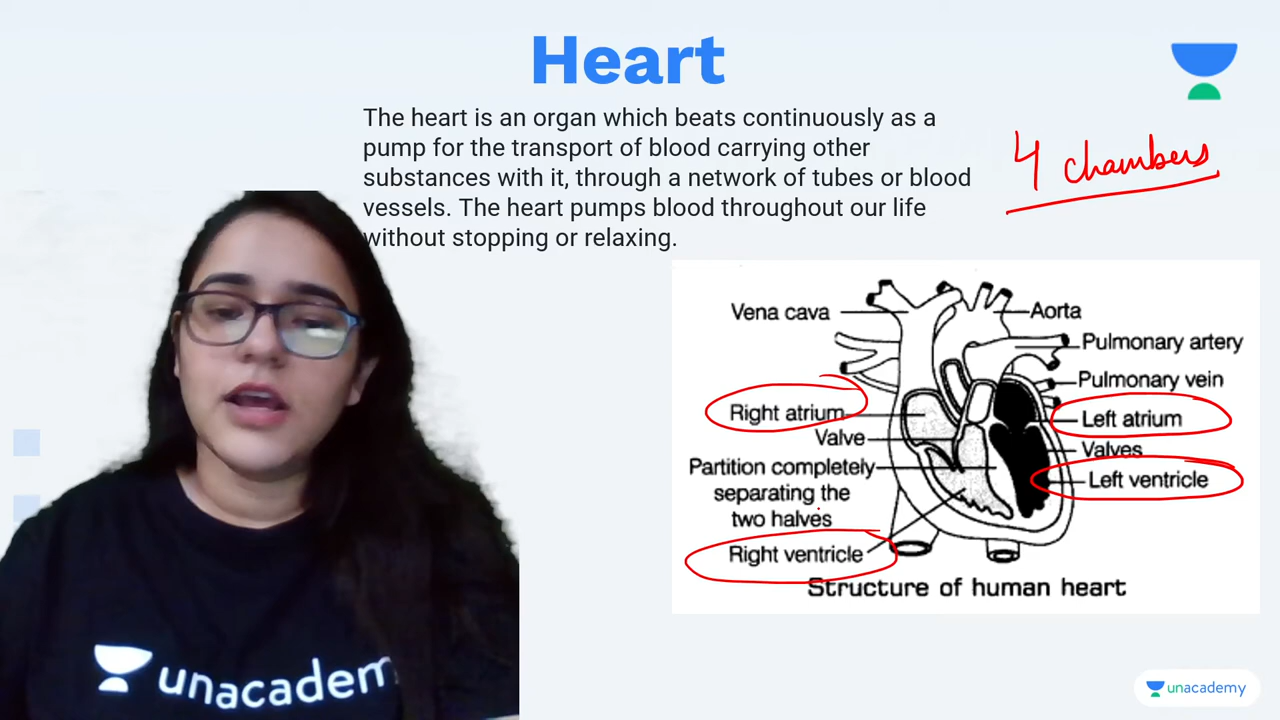 Heart
The heart is an organ which beats continuously as a
pump for the transport of blood carrying other
substances with it, through a network of tubes or blood
vessels. The heart pumps blood throughout our life
without stopping or relaxing.
4 chambers
Vena cava
Aorta
Pulmonary artery
Pulmonary vein
Right atrium
Left atrium
Valve
Valves
Partition completely
separating the
two halves
Left ventricle
Right ventricle
Structure of human heart
unacademy
unacademy